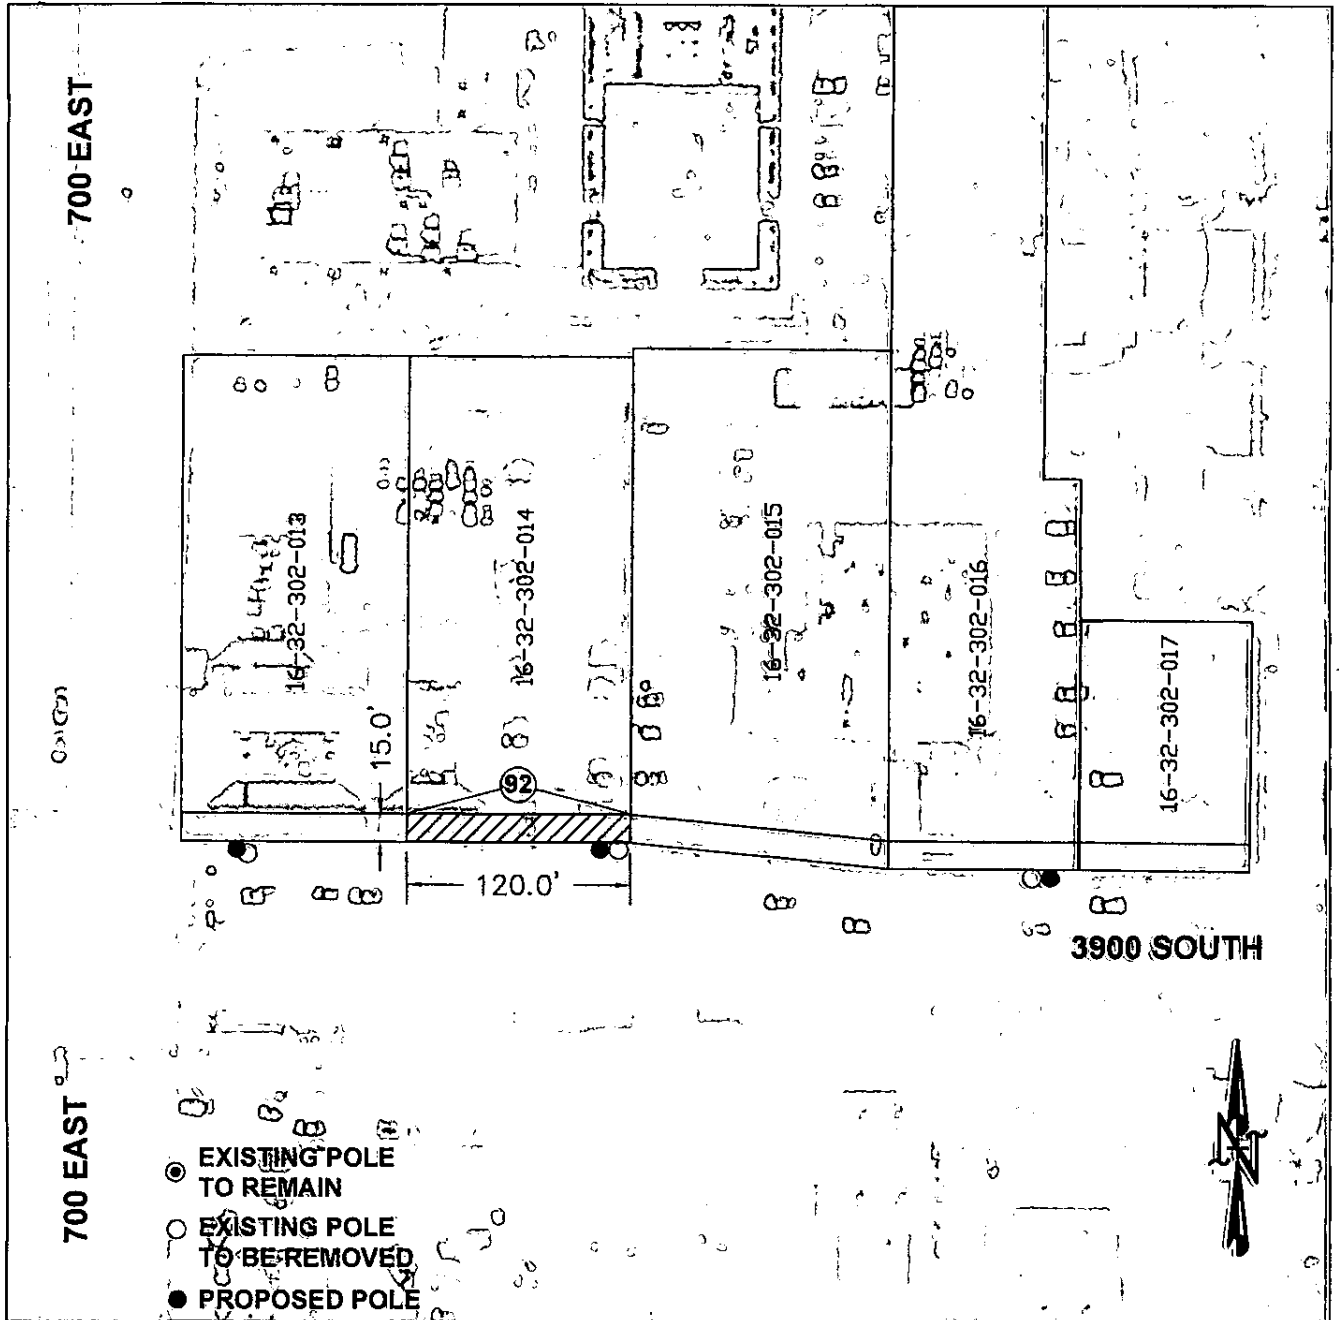 700 EAST
16-32-302-013
16-32-302-014
16-32-302-015
16-32-302-016
16-32-302-017
15.0'
92
120.0'
3900 SOUTH
700 EAST
EXISTING POLE
TO REMAIN
EXISTING POLE
TO BE REMOVED
PROPOSED POLE
N